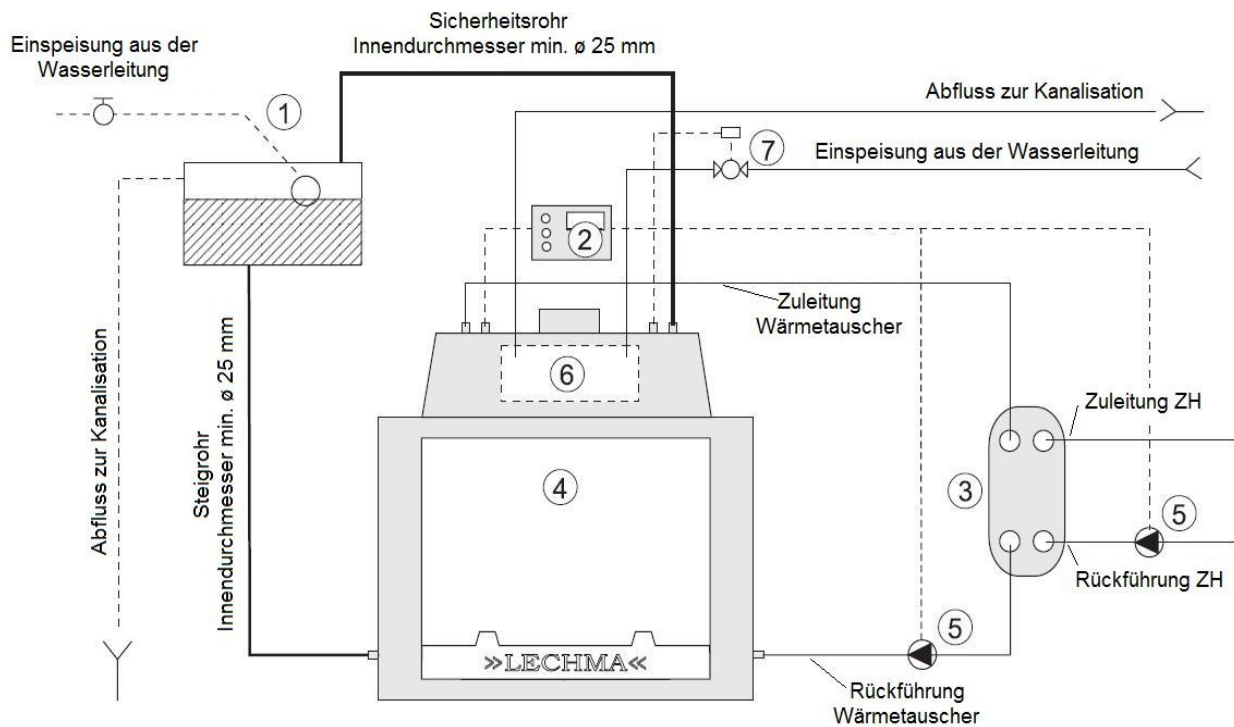 Sicherheitsrohr
Innendurchmesser min. ø 25 mm
Einspeisung aus der
Wasserleitung
1
Abfluss zur Kanalisation
7
Einspeisung aus der Wasserleitung
2
Zuleitung
Wärmetauscher
6
Abfluss zur Kanalisation
Steigrohr
Innendurchmesser min. ø 25 mm
4
Zuleitung ZH
3
5
Rückführung ZH
5
»LECHMA«
Rückführung
Wärmetauscher